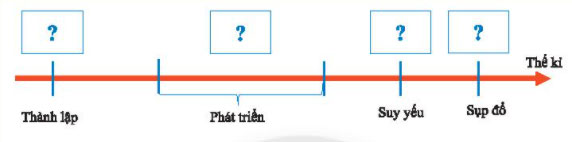 ?
?
?
?
Thế kỉ
Thành lập
Phát triển
Suy yếu
Sụp đổ